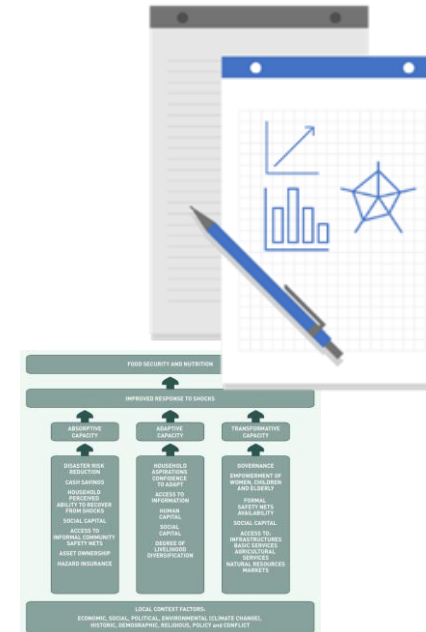 FOOD SECURITY AND NUTRITION
IMPROVED RESPONSE TO SHOCKS
ABSORPTIVE
CAPACITY
ADAPTIVE
CAPACITY
TRANSFORMATIVE
CAPACITY
DISASTER RISK
REDUCTION
CASH SAVINGS
HOUSEHOLD
PERCEIVED
ABILITY TO RECOVER
FROM SHOCKS
SOCIAL CAPITAL
ACCESS TO
INFORMAL COMMUNITY
SAFETY NETS
ASSET OWNERSHIP
HAZARD INSURANCE
HOUSEHOLD
ASPIRATIONS
CONFIDENCE
TO ADAPT
ACCESS TO
INFORMATION
HUMAN
CAPITAL
SOCIAL
CAPITAL
DEGREE OF
LIVELIHOOD
DIVERSIFICATION
GOVERNANCE
EMPOWERMENT OF
WOMEN, CHILDREN
AND ELDERLY
FORMAL
SAFETY NETS
AVAILABILITY
SOCIAL CAPITAL
ACCESS TO:
INFRASTRUCTURES
BASIC SERVICES
AGRICULTURAL
SERVICES
NATURAL RESOURCES
MARKETS
LOCAL CONTEXT FACTORS:
ECONOMIC, SOCIAL, POLITICAL, ENVIRONMENTAL (CLIMATE CHANGE),
HISTORIC, DEMOGRAPHIC, RELIGIOUS, POLICY and CONFLICT